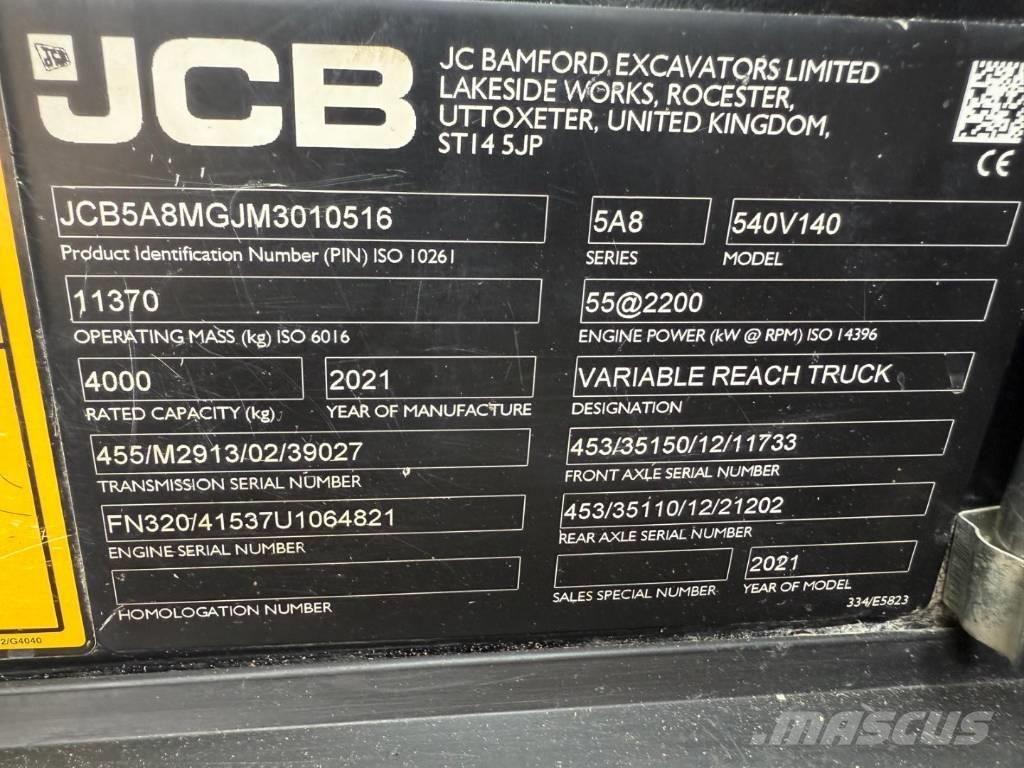 JCB
JC BAMFORD EXCAVATORS LIMITED
LAKESIDE WORKS, ROCESTER,
UTTOXETER, UNITED KINGDOM,
ST14 5JP
CE
JCB5A8MGJM3010516
Product Identification Number (PIN) ISO 10261
5A8
SERIES
540V140
MODEL
11370
OPERATING MASS (kg) ISO 6016
55@2200
ENGINE POWER (kW @ RPM) ISO 14396
4000
RATED CAPACITY (kg)
2021
YEAR OF MANUFACTURE
VARIABLE REACH TRUCK
DESIGNATION
455/M2913/02/39027
TRANSMISSION SERIAL NUMBER
453/35150/12/11733
FRONT AXLE SERIAL NUMBER
FN320/41537U1064821
ENGINE SERIAL NUMBER
453/35110/12/21202
REAR AXLE SERIAL NUMBER
HOMOLOGATION NUMBER
SALES SPECIAL NUMBER
2021
YEAR OF MODEL
334/E5823
2/G4040
MASCUS